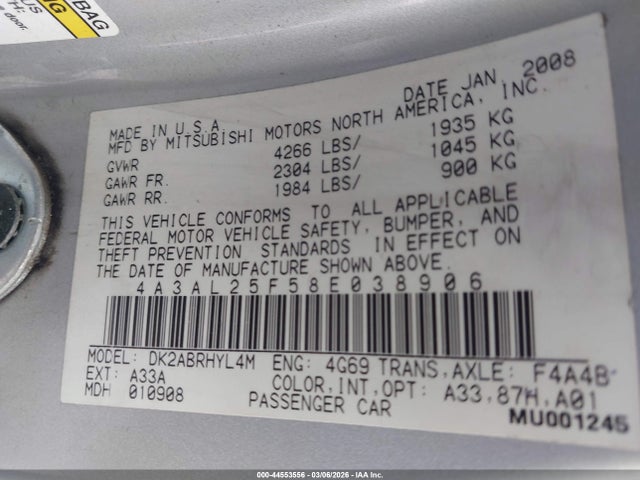 US
BAG
TH:
NG
door.
DATE JAN 2008
MADE IN U.S.A.
MFD BY MITSUBISHI MOTORS NORTH AMERICA, INC.
GVWR 4266 LBS/ 1935 KG
GAWR FR. 2304 LBS/ 1045 KG
GAWR RR. 1984 LBS/ 900 KG
THIS VEHICLE CONFORMS TO ALL APPLICABLE
FEDERAL MOTOR VEHICLE SAFETY, BUMPER, AND
THEFT PREVENTION STANDARDS IN EFFECT ON
THE DATE OF MANUFACTURE SHOWN ABOVE.
4A3AL25F58E038906
MODEL: DK2ABRHYL4M ENG: 4G69 TRANS,AXLE: F4A4B
EXT: A33A COLOR,INT,OPT: A33,87H,A01
MDH 010908 PASSENGER CAR
MU001245
000-44553556 | 03/06/2026 | IAA Inc.